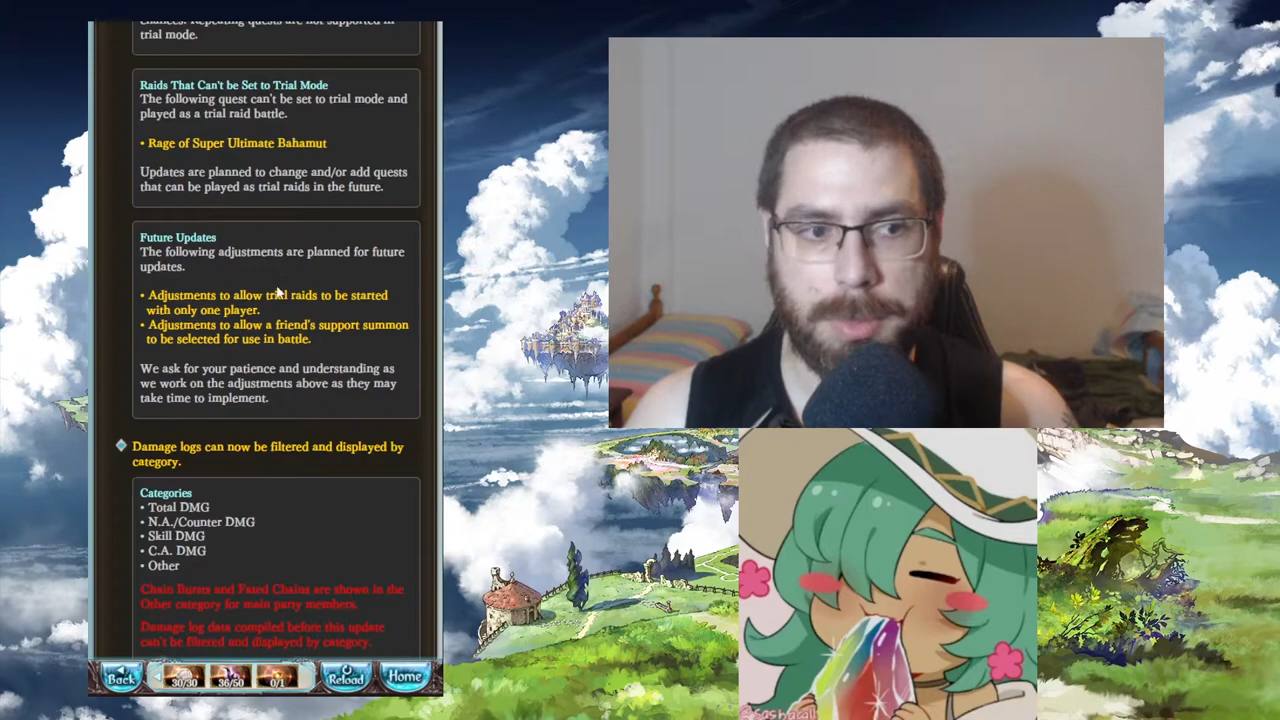 chances. Repeating quests are not supported in
trial mode.
Raids That Can't be Set to Trial Mode
The following quest can't be set to trial mode and
played as a trial raid battle.
• Rage of Super Ultimate Bahamut
Updates are planned to change and/or add quests
that can be played as trial raids in the future.
Future Updates
The following adjustments are planned for future
updates.
• Adjustments to allow trial raids to be started
with only one player.
• Adjustments to allow a friend's support summon
to be selected for use in battle.
We ask for your patience and understanding as
we work on the adjustments above as they may
take time to implement.
Damage logs can now be filtered and displayed by
category.
Categories
• Total DMG
• N.A./Counter DMG
• Skill DMG
• C.A. DMG
• Other
Chain Bursts and Fated Chains are shown in the
Other category for main party members.
Damage log data compiled before this update
can't be filtered and displayed by category.
Back
30/30
36/50
0/1
Reload
Home